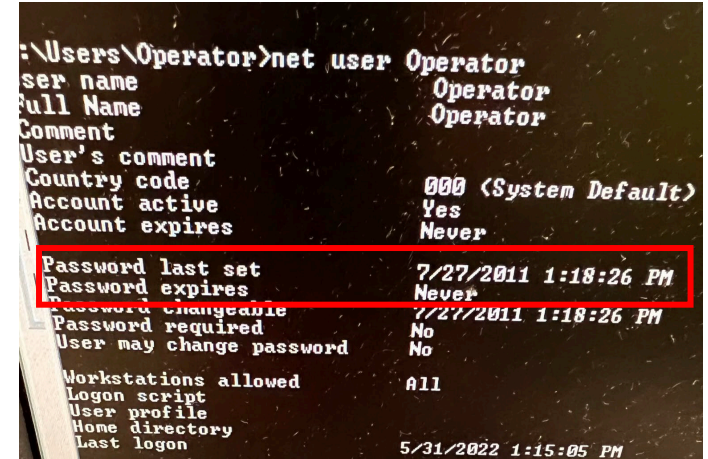 :\Users\Operator>net user Operator
ser name Operator
Full Name Operator
Comment
User's comment
Country code 000 (System Default)
Account active Yes
Account expires Never
Password last set 7/27/2011 1:18:26 PM
Password expires Never
Password changeable 7/27/2011 1:18:26 PM
Password required No
User may change password No
Workstations allowed All
Logon script
User profile
Home directory
Last logon 5/31/2022 1:15:05 PM